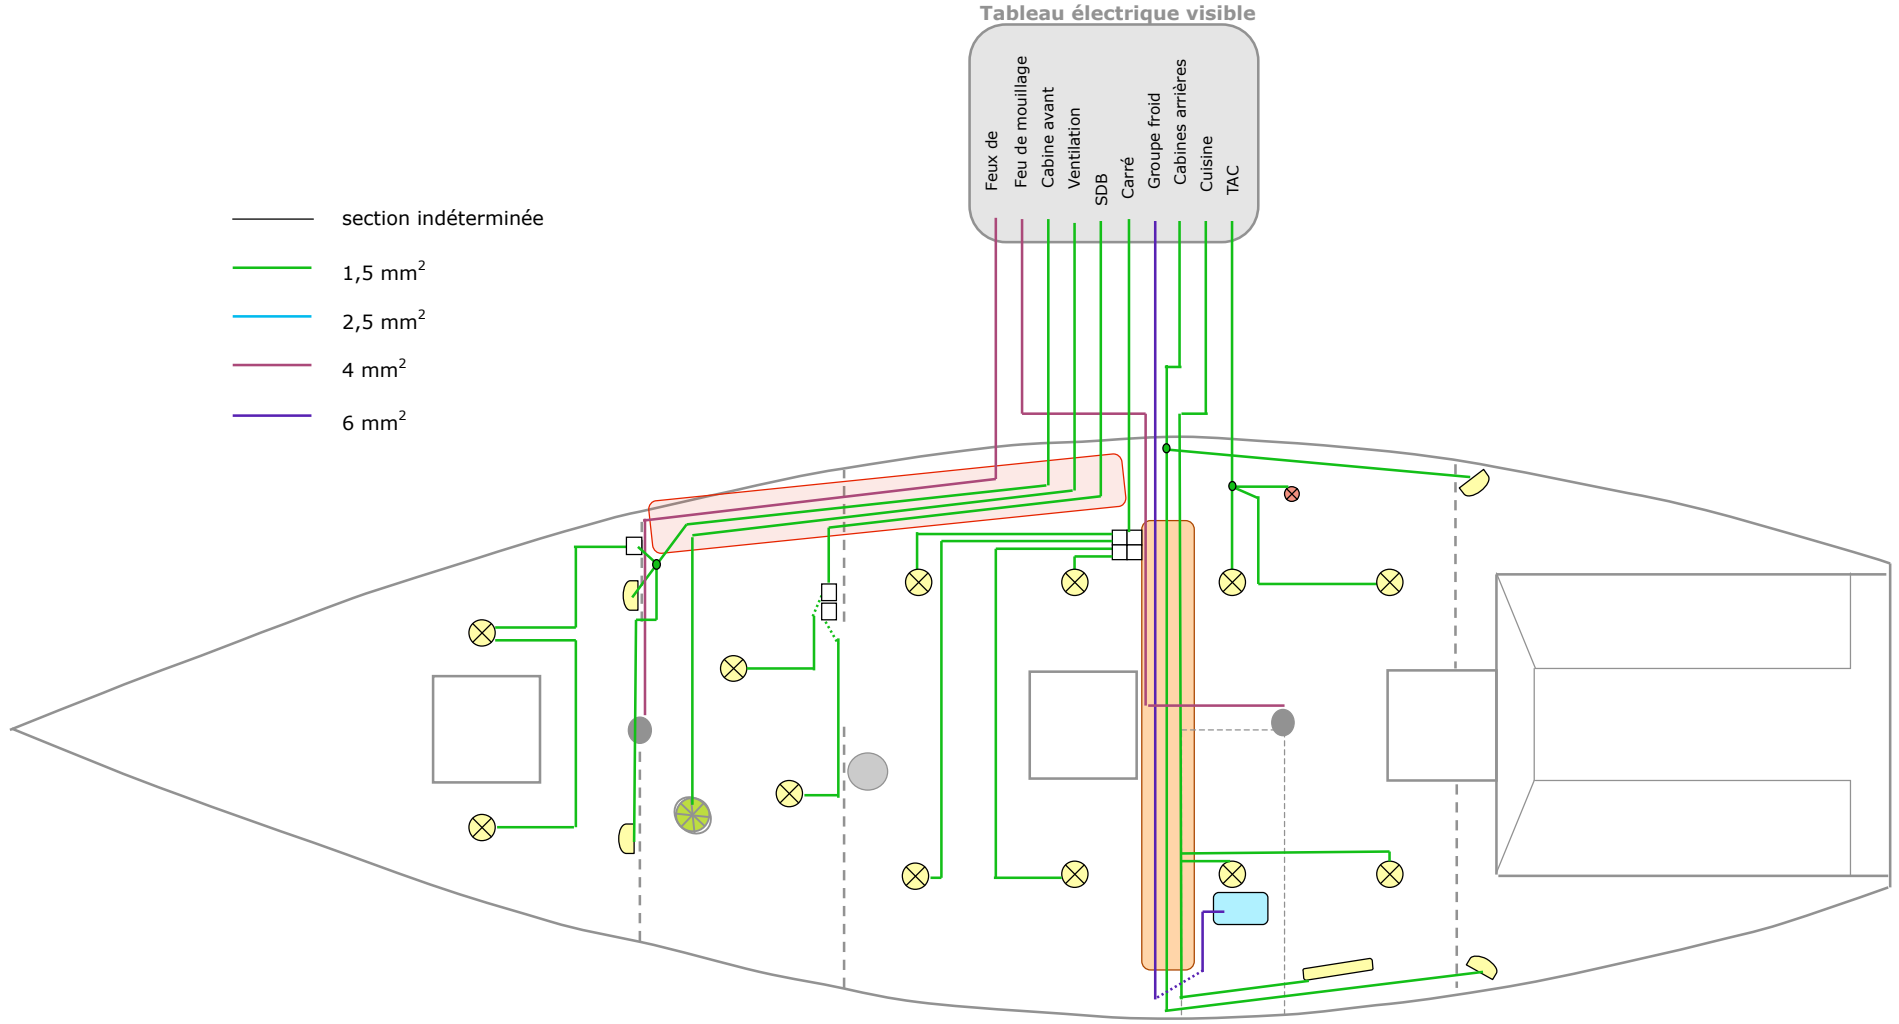 Tableau électrique visible
Feux de
Feu de mouillage
Cabine avant
Ventilation
SDB
Carré
Groupe froid
Cabines arrières
Cuisine
TAC
section indéterminée
1,5 mm²
2,5 mm²
4 mm²
6 mm²